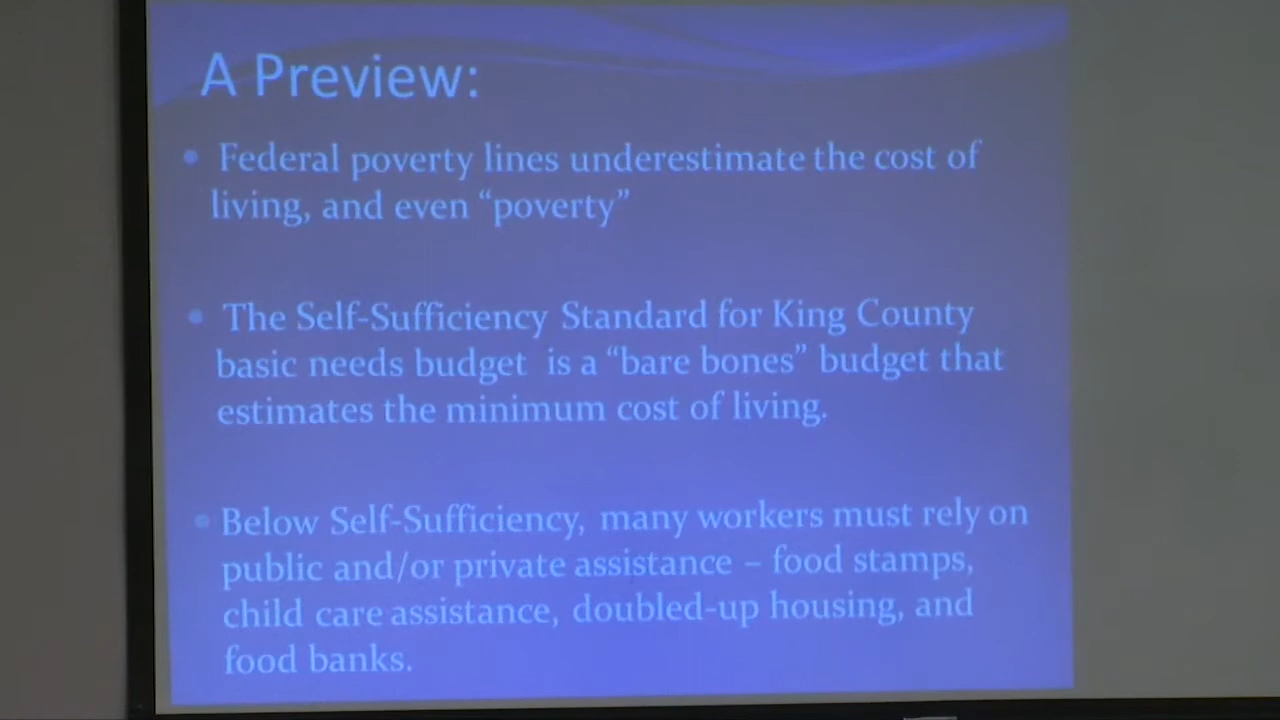 A Preview:
• Federal poverty lines underestimate the cost of
living, and even “poverty”
• The Self-Sufficiency Standard for King County
basic needs budget is a “bare bones” budget that
estimates the minimum cost of living.
• Below Self-Sufficiency, many workers must rely on
public and/or private assistance – food stamps,
child care assistance, doubled-up housing, and
food banks.